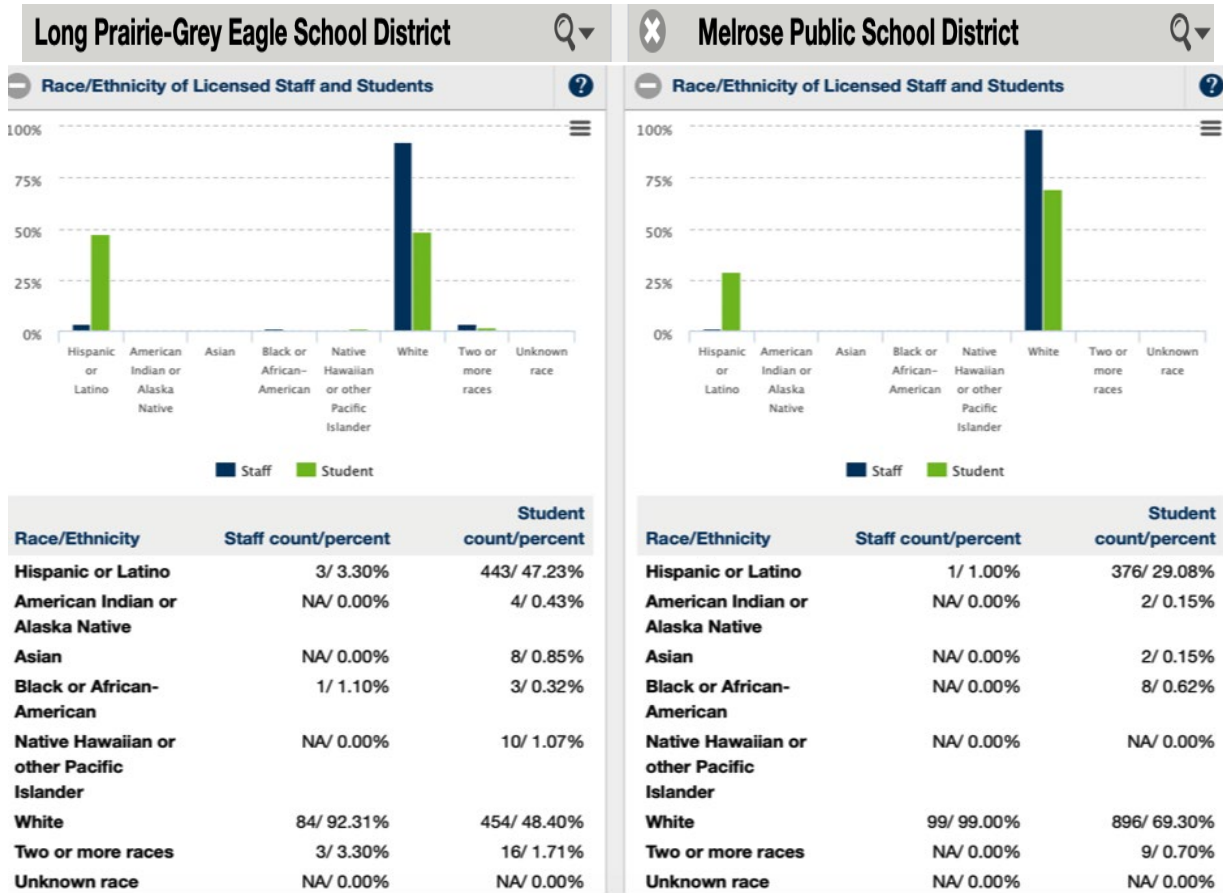 Long Prairie-Grey Eagle School District
Race/Ethnicity of Licensed Staff and Students ?
100%
75%
50%
25%
0%
Hispanic or Latino
American Indian or Alaska Native
Asian
Black or African-American
Native Hawaiian or other Pacific Islander
White
Two or more races
Unknown race
Staff Student
Race/Ethnicity Staff count/percent Student count/percent
Hispanic or Latino 3/ 3.30% 443/ 47.23%
American Indian or Alaska Native NA/ 0.00% 4/ 0.43%
Asian NA/ 0.00% 8/ 0.85%
Black or African-American 1/ 1.10% 3/ 0.32%
Native Hawaiian or other Pacific Islander NA/ 0.00% 10/ 1.07%
White 84/ 92.31% 454/ 48.40%
Two or more races 3/ 3.30% 16/ 1.71%
Unknown race NA/ 0.00% NA/ 0.00%
Melrose Public School District
Race/Ethnicity of Licensed Staff and Students ?
100%
75%
50%
25%
0%
Hispanic or Latino
American Indian or Alaska Native
Asian
Black or African-American
Native Hawaiian or other Pacific Islander
White
Two or more races
Unknown race
Staff Student
Race/Ethnicity Staff count/percent Student count/percent
Hispanic or Latino 1/ 1.00% 376/ 29.08%
American Indian or Alaska Native NA/ 0.00% 2/ 0.15%
Asian NA/ 0.00% 2/ 0.15%
Black or African-American NA/ 0.00% 8/ 0.62%
Native Hawaiian or other Pacific Islander NA/ 0.00% NA/ 0.00%
White 99/ 99.00% 896/ 69.30%
Two or more races NA/ 0.00% 9/ 0.70%
Unknown race NA/ 0.00% NA/ 0.00%